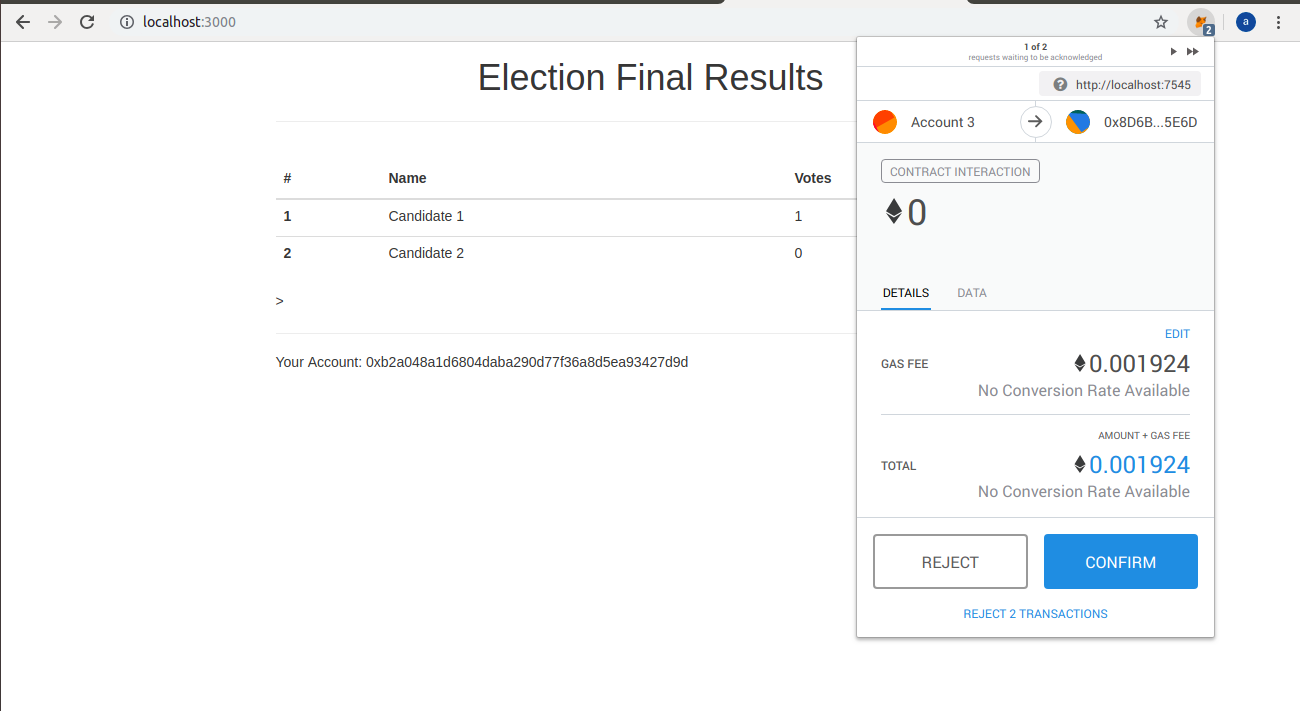 localhost:3000
2
a
Election Final Results
# Name Votes
1 Candidate 1 1
2 Candidate 2 0
>
Your Account: 0xb2a048a1d6804daba290d77f36a8d5ea93427d9d
1 of 2
requests waiting to be acknowledged
? http://localhost:7545
Account 3 0x8D6B...5E6D
CONTRACT INTERACTION
0
DETAILS DATA
EDIT
GAS FEE 0.001924
No Conversion Rate Available
AMOUNT + GAS FEE
TOTAL 0.001924
No Conversion Rate Available
REJECT CONFIRM
REJECT 2 TRANSACTIONS